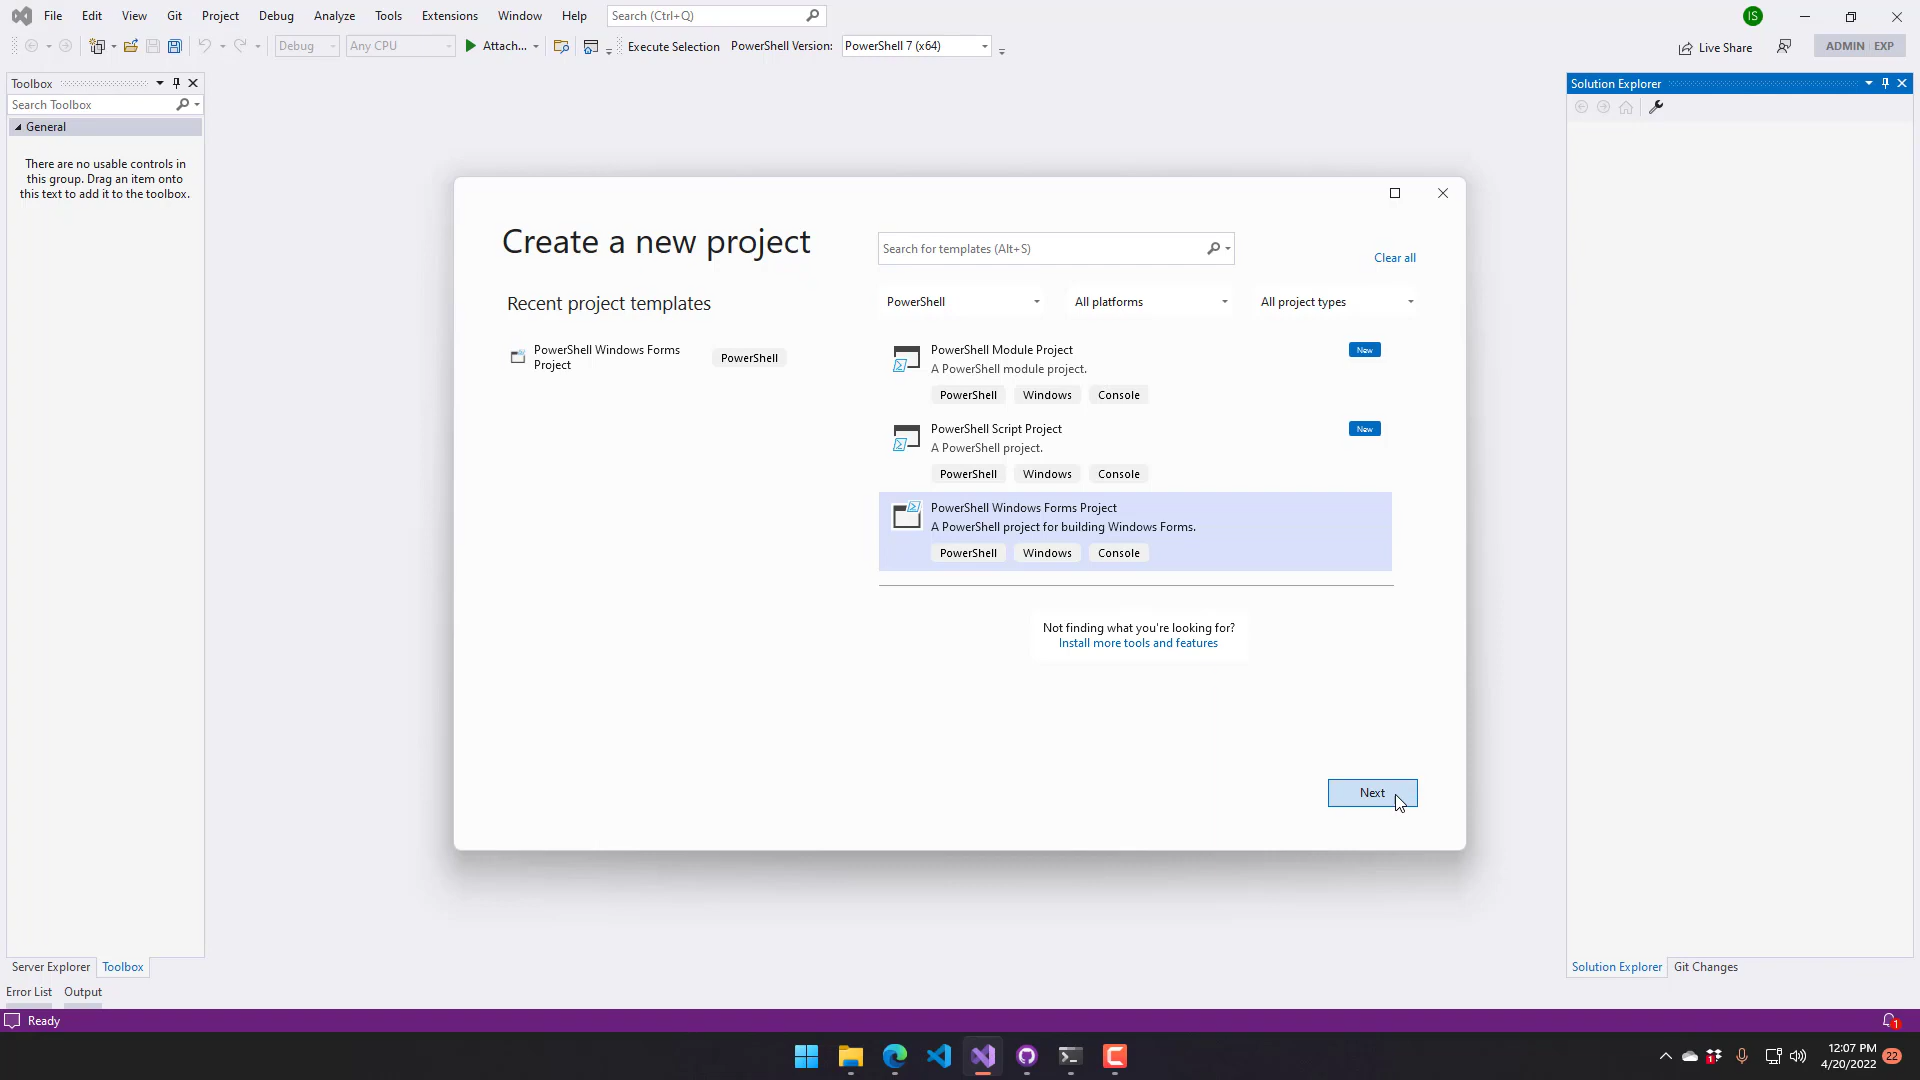 File Edit View Git Project Debug Analyze Tools Extensions Window Help Search (Ctrl+Q) IS
Debug Any CPU Attach... Execute Selection PowerShell Version: PowerShell 7 (x64) Live Share ADMIN EXP
Toolbox
Search Toolbox
General
There are no usable controls in
this group. Drag an item onto
this text to add it to the toolbox.
Solution Explorer
Create a new project
Search for templates (Alt+S)
Clear all
Recent project templates
PowerShell All platforms All project types
PowerShell Windows Forms
Project
PowerShell
PowerShell Module Project New
A PowerShell module project.
PowerShell Windows Console
PowerShell Script Project New
A PowerShell project.
PowerShell Windows Console
PowerShell Windows Forms Project
A PowerShell project for building Windows Forms.
PowerShell Windows Console
Not finding what you're looking for?
Install more tools and features
Next
Server Explorer Toolbox
Solution Explorer Git Changes
Error List Output
Ready 1
1
12:07 PM
4/20/2022
22